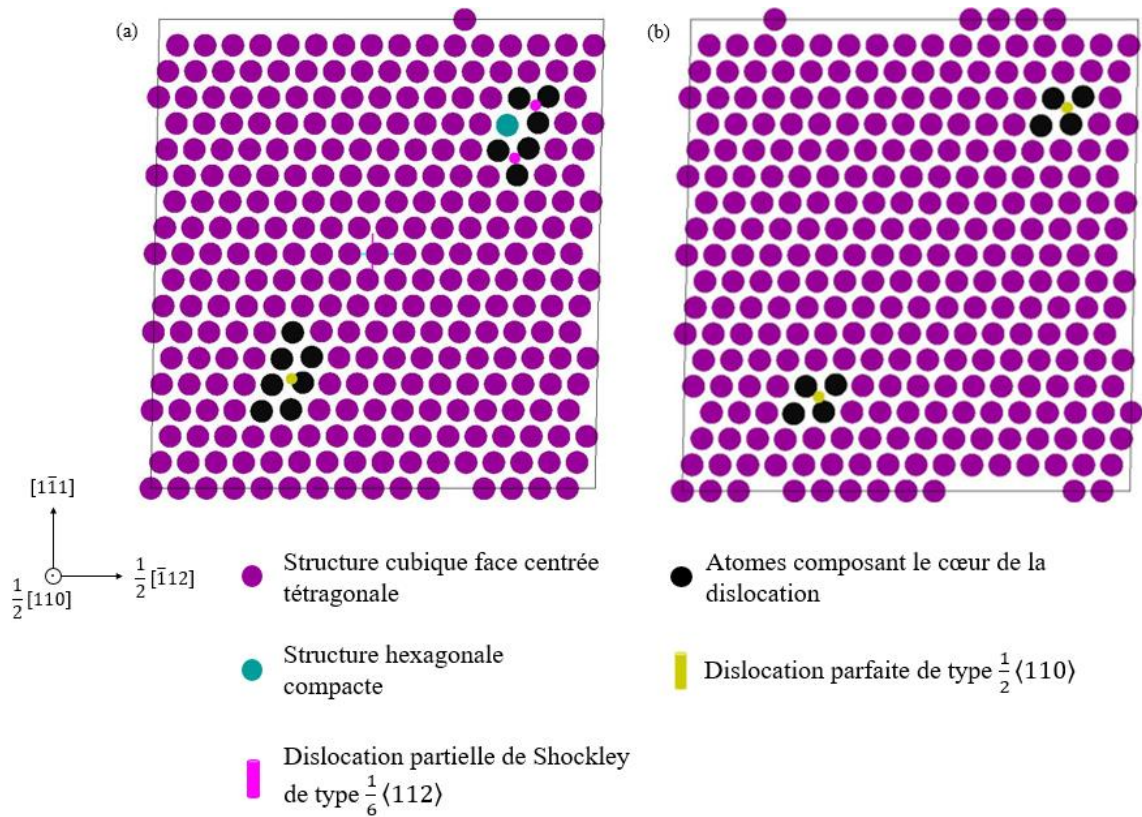 (a)
(b)
[11̄1]
½[1̄12]
½[110]
Structure cubique face centrée
tétragonale
Atomes composant le cœur de la
dislocation
Structure hexagonale
compacte
Dislocation parfaite de type ½⟨110⟩
Dislocation partielle de Shockley
de type ⅙⟨112⟩